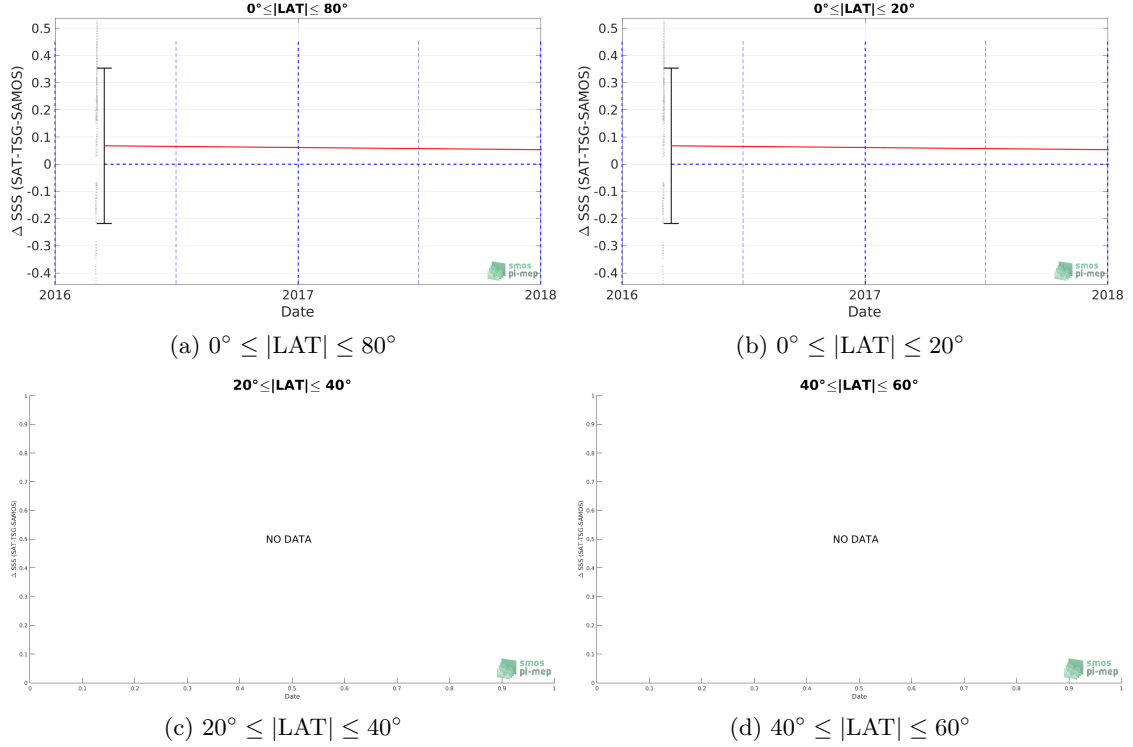 0°≤|LAT|≤ 80°
Δ SSS (SAT-TSG-SAMOS)
0.5
0.4
0.3
0.2
0.1
0
-0.1
-0.2
-0.3
-0.4
2016
2017
2018
Date
smos
pi-mep
(a) 0° ≤ |LAT| ≤ 80°
0°≤|LAT|≤ 20°
Δ SSS (SAT-TSG-SAMOS)
0.5
0.4
0.3
0.2
0.1
0
-0.1
-0.2
-0.3
-0.4
2016
2017
2018
Date
smos
pi-mep
(b) 0° ≤ |LAT| ≤ 20°
20°≤|LAT|≤ 40°
Δ SSS (SAT-TSG-SAMOS)
1
0.9
0.8
0.7
0.6
0.5
0.4
0.3
0.2
0.1
0
NO DATA
0 0.1 0.2 0.3 0.4 0.5 0.6 0.7 0.8 0.9 1
Date
smos
pi-mep
(c) 20° ≤ |LAT| ≤ 40°
40°≤|LAT|≤ 60°
Δ SSS (SAT-TSG-SAMOS)
1
0.9
0.8
0.7
0.6
0.5
0.4
0.3
0.2
0.1
0
NO DATA
0 0.1 0.2 0.3 0.4 0.5 0.6 0.7 0.8 0.9 1
Date
smos
pi-mep
(d) 40° ≤ |LAT| ≤ 60°